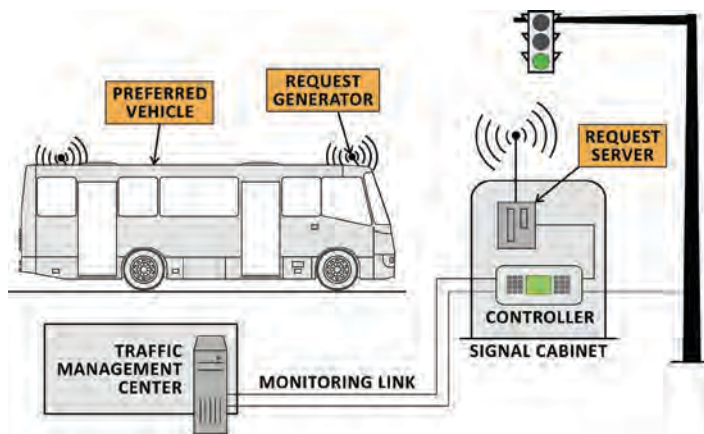 PREFERRED
VEHICLE
REQUEST
GENERATOR
REQUEST
SERVER
CONTROLLER
SIGNAL CABINET
TRAFFIC
MANAGEMENT
CENTER
MONITORING LINK